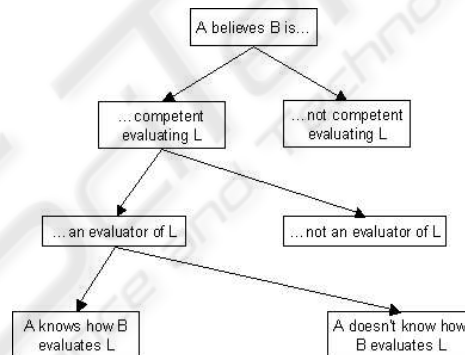 A believes B is...
...competent
evaluating L
...not competent
evaluating L
...an evaluator of L
...not an evaluator of L
A knows how B
evaluates L
A doesn't know how
B evaluates L